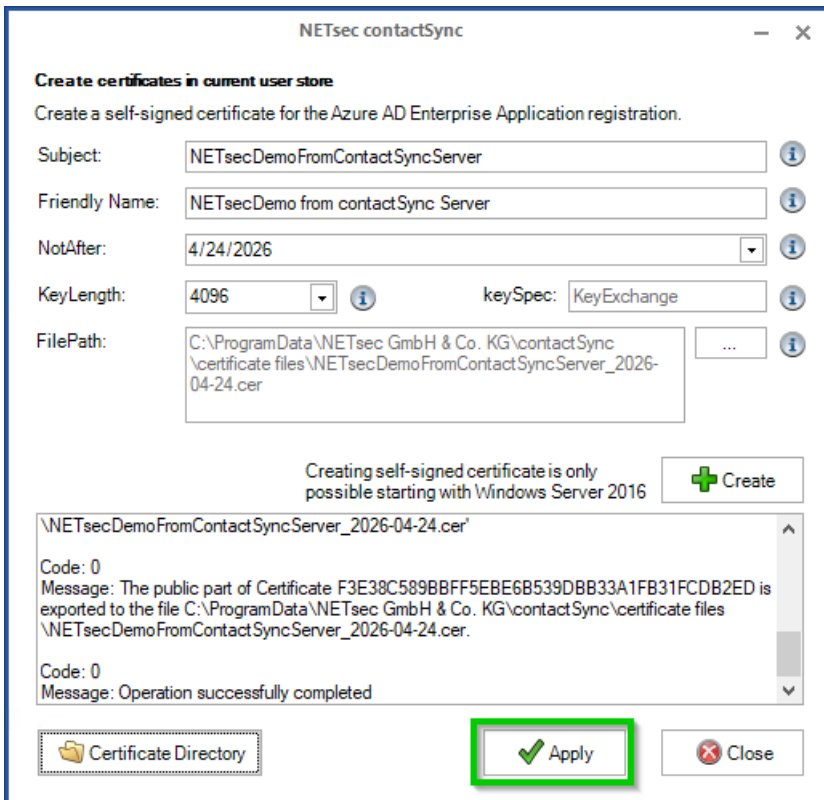 NETsec contactSync
Create certificates in current user store
Create a self-signed certificate for the Azure AD Enterprise Application registration.
Subject: NETsecDemoFromContactSyncServer
Friendly Name: NETsecDemo from contactSync Server
NotAfter: 4/24/2026
KeyLength: 4096 keySpec: KeyExchange
FilePath: C:\ProgramData\NETsec GmbH & Co. KG\contactSync ...
\certificate files\NETsecDemoFromContactSyncServer_2026-
04-24.cer
Creating self-signed certificate is only
possible starting with Windows Server 2016
Create
\NETsecDemoFromContactSyncServer_2026-04-24.cer'
Code: 0
Message: The public part of Certificate F3E38C589BBFF5EBE6B539DBB33A1FB31FCDB2ED is
exported to the file C:\ProgramData\NETsec GmbH & Co. KG\contactSync\certificate files
\NETsecDemoFromContactSyncServer_2026-04-24.cer.
Code: 0
Message: Operation successfully completed
Certificate Directory Apply Close